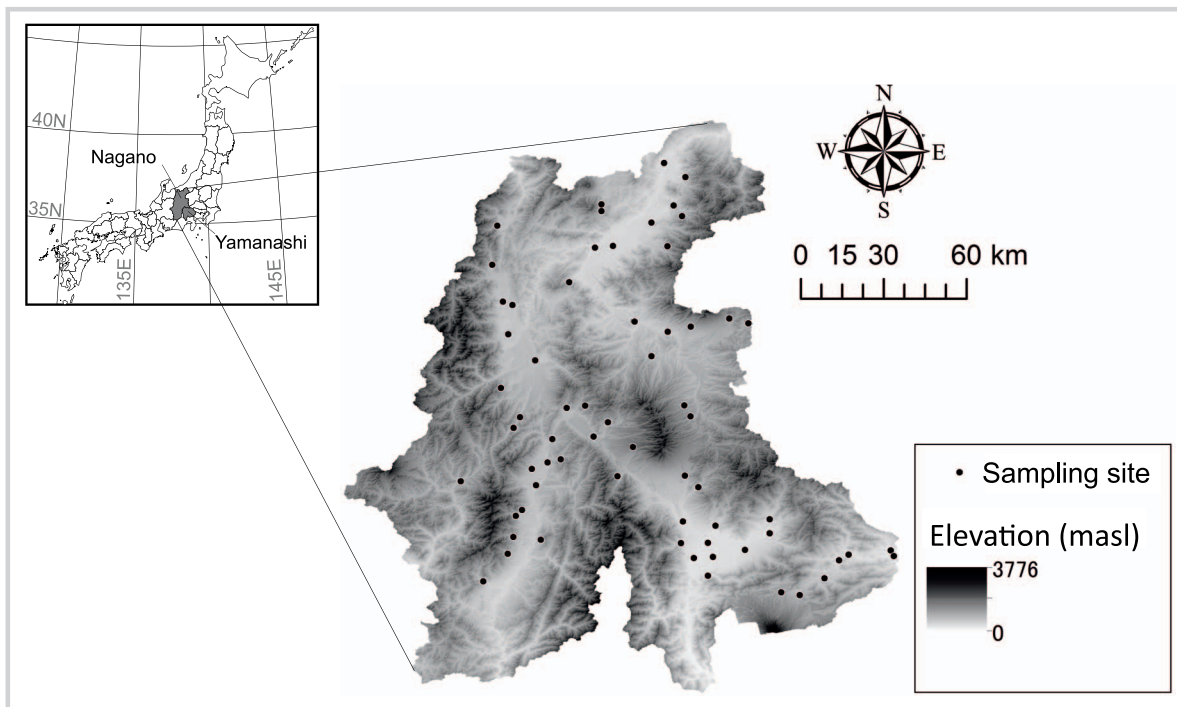 40N
Nagano
35N
Yamanashi
135E
145E
N
W
E
S
0 15 30 60 km
Sampling site
Elevation (masl)
3776
0